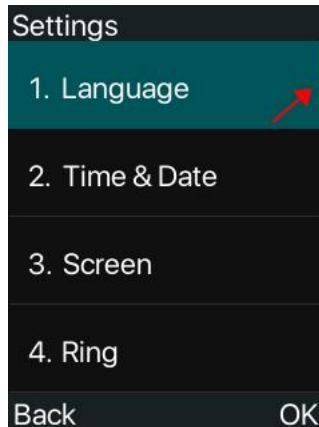 Settings
1. Language
2. Time & Date
3. Screen
4. Ring
Back OK